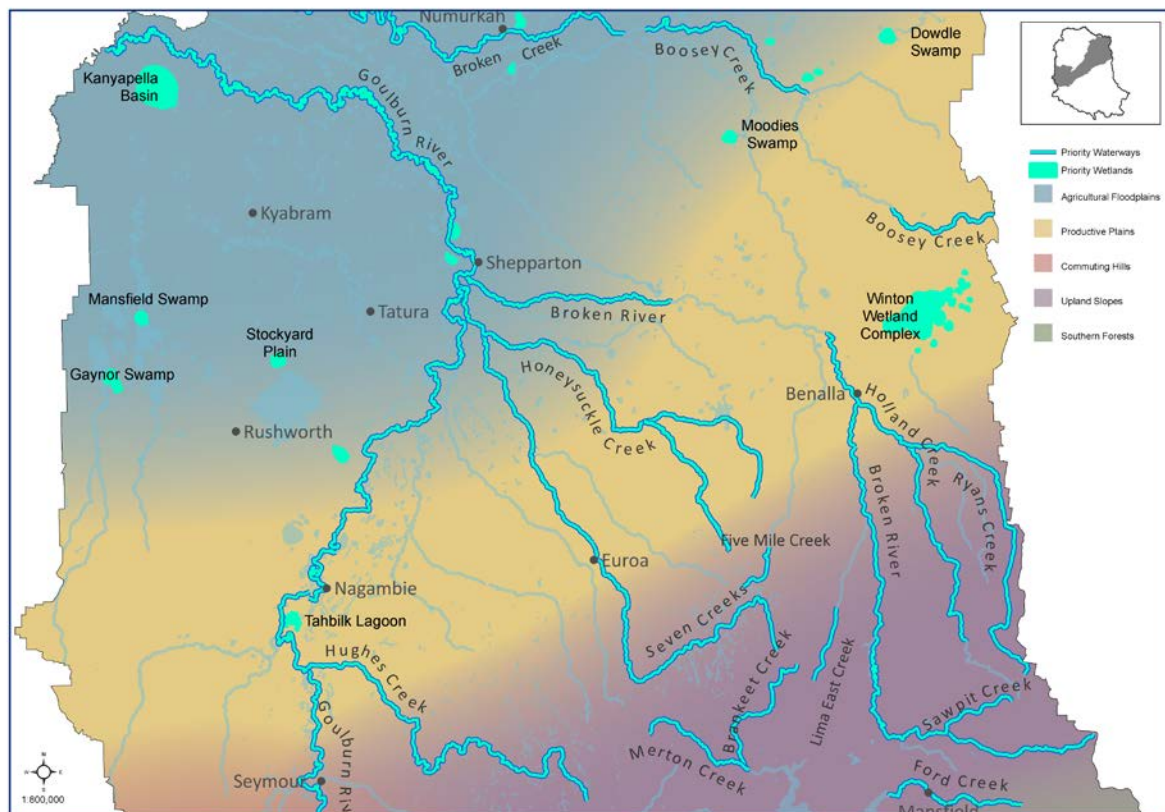 Numurkah
Broken Creek
Boosey Creek
Dowdle
Swamp
Kanyapella
Basin
Goulburn River
Moodies
Swamp
Priority Waterways
Priority Wetlands
Agricultural Floodplains
Productive Plains
Commuting Hills
Upland Slopes
Southern Forests
Kyabram
Boosey Creek
Shepparton
Mansfield Swamp
Tatura
Broken River
Winton
Wetland
Complex
Stockyard
Plain
Gaynor Swamp
Honeysuckle Creek
Benalla
Holland Creek
Rushworth
Broken River
Ryans Creek
Five Mile Creek
Euroa
Nagambie
Seven Creeks
Tahbilk Lagoon
Hughes Creek
Brankeet Creek
Lima East Creek
Sawpit Creek
Goulburn Riv
Merton Creek
Ford Creek
Seymour
Mansfield
N
W
E
S
1:600,000